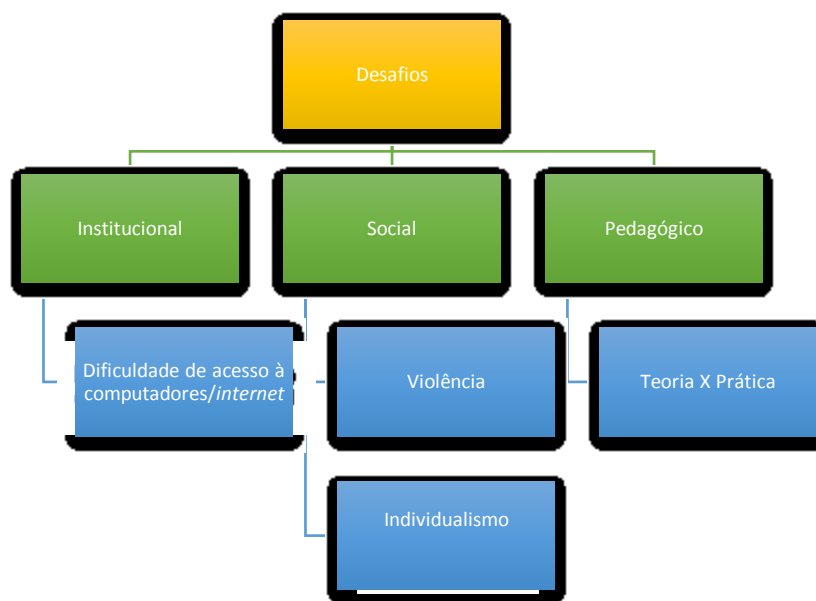 Desafios
Institucional
Social
Pedagógico
Dificuldade de acesso à
computadores/internet
Violência
Teoria X Prática
Individualismo